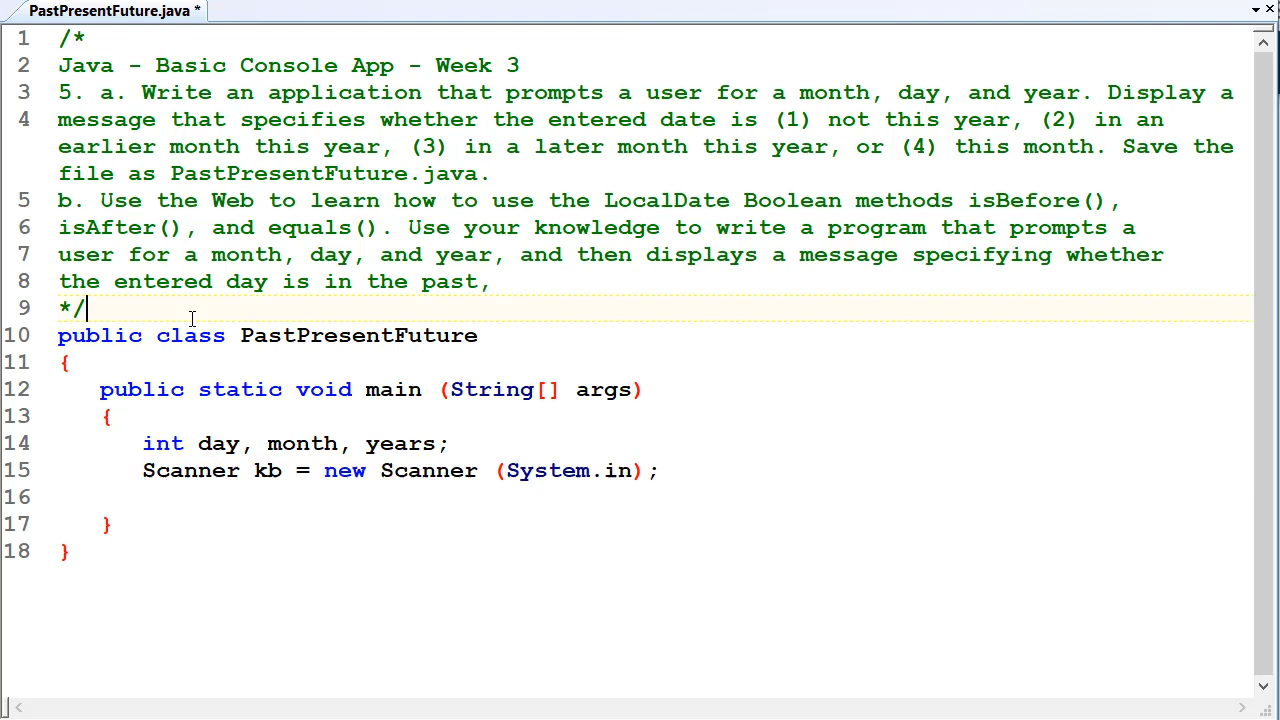 PastPresentFuture.java *
1 /*
2 Java - Basic Console App - Week 3
3 5. a. Write an application that prompts a user for a month, day, and year. Display a
4 message that specifies whether the entered date is (1) not this year, (2) in an
earlier month this year, (3) in a later month this year, or (4) this month. Save the
file as PastPresentFuture.java.
5 b. Use the Web to learn how to use the LocalDate Boolean methods isBefore(),
6 isAfter(), and equals(). Use your knowledge to write a program that prompts a
7 user for a month, day, and year, and then displays a message specifying whether
8 the entered day is in the past,
9 */
10 public class PastPresentFuture
11 {
12 public static void main (String[] args)
13 {
14 int day, month, years;
15 Scanner kb = new Scanner (System.in);
16
17 }
18 }